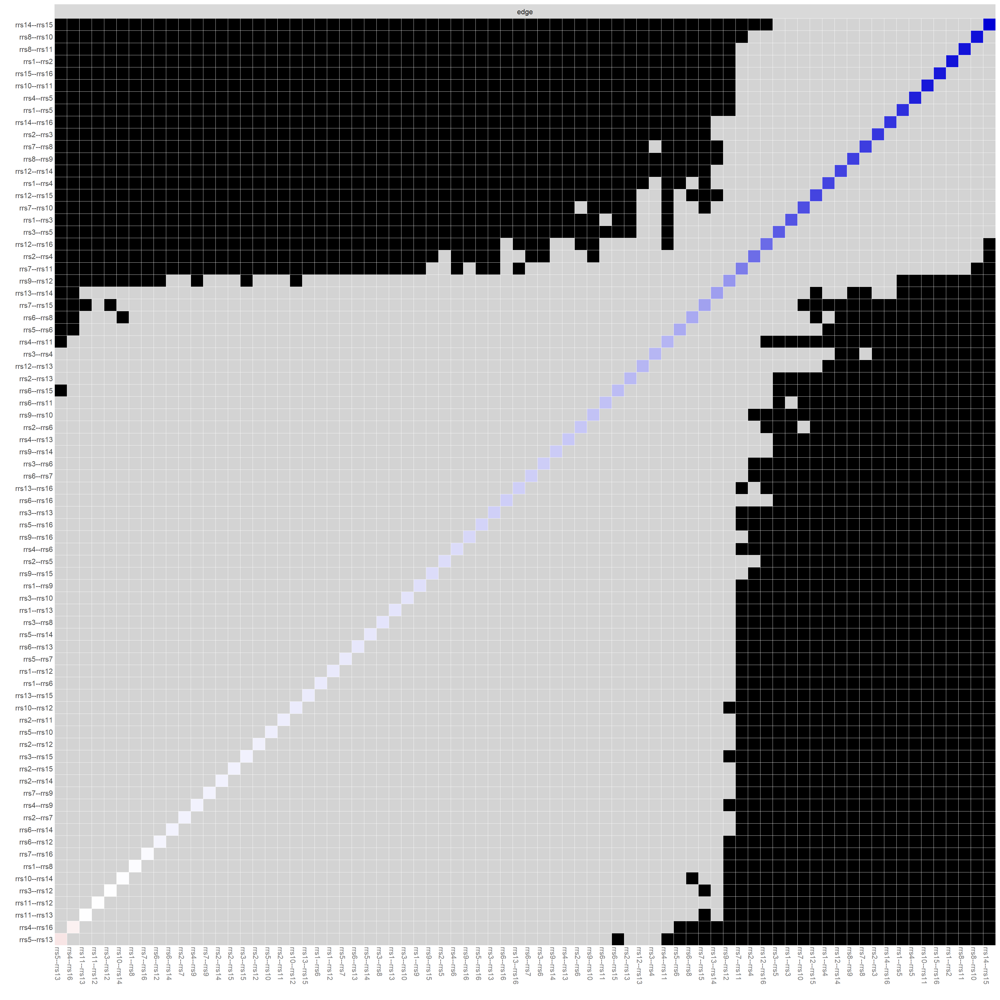 edge
rrs14--rrs15
rrs8--rrs10
rrs8--rrs11
rrs1--rrs2
rrs15--rrs16
rrs10--rrs11
rrs4--rrs5
rrs1--rrs5
rrs14--rrs16
rrs2--rrs3
rrs7--rrs8
rrs8--rrs9
rrs12--rrs14
rrs1--rrs4
rrs12--rrs15
rrs7--rrs10
rrs1--rrs3
rrs3--rrs5
rrs12--rrs16
rrs2--rrs4
rrs7--rrs11
rrs9--rrs12
rrs13--rrs14
rrs7--rrs15
rrs6--rrs8
rrs5--rrs6
rrs4--rrs11
rrs3--rrs4
rrs12--rrs13
rrs2--rrs13
rrs6--rrs15
rrs6--rrs11
rrs9--rrs10
rrs2--rrs6
rrs4--rrs13
rrs9--rrs14
rrs3--rrs6
rrs6--rrs7
rrs13--rrs16
rrs6--rrs16
rrs3--rrs13
rrs5--rrs16
rrs9--rrs16
rrs4--rrs6
rrs2--rrs5
rrs9--rrs15
rrs1--rrs9
rrs3--rrs10
rrs1--rrs13
rrs3--rrs8
rrs5--rrs14
rrs6--rrs13
rrs5--rrs7
rrs1--rrs12
rrs1--rrs6
rrs13--rrs15
rrs10--rrs12
rrs2--rrs11
rrs5--rrs10
rrs2--rrs12
rrs3--rrs15
rrs2--rrs15
rrs2--rrs14
rrs7--rrs9
rrs4--rrs9
rrs2--rrs7
rrs6--rrs14
rrs6--rrs12
rrs7--rrs16
rrs1--rrs8
rrs10--rrs14
rrs3--rrs12
rrs11--rrs12
rrs11--rrs13
rrs4--rrs16
rrs5--rrs13
rrs5--rrs13
rrs4--rrs16
rrs11--rrs13
rrs11--rrs12
rrs3--rrs12
rrs10--rrs14
rrs1--rrs8
rrs7--rrs16
rrs6--rrs12
rrs6--rrs14
rrs2--rrs7
rrs4--rrs9
rrs7--rrs9
rrs2--rrs14
rrs2--rrs15
rrs3--rrs15
rrs2--rrs12
rrs5--rrs10
rrs2--rrs11
rrs10--rrs12
rrs13--rrs15
rrs1--rrs6
rrs1--rrs12
rrs5--rrs7
rrs6--rrs13
rrs5--rrs14
rrs3--rrs8
rrs1--rrs13
rrs3--rrs10
rrs1--rrs9
rrs9--rrs15
rrs2--rrs5
rrs4--rrs6
rrs9--rrs16
rrs5--rrs16
rrs3--rrs13
rrs6--rrs16
rrs13--rrs16
rrs6--rrs7
rrs3--rrs6
rrs9--rrs14
rrs4--rrs13
rrs2--rrs6
rrs9--rrs10
rrs6--rrs11
rrs6--rrs15
rrs2--rrs13
rrs12--rrs13
rrs3--rrs4
rrs4--rrs11
rrs5--rrs6
rrs6--rrs8
rrs7--rrs15
rrs13--rrs14
rrs9--rrs12
rrs7--rrs11
rrs2--rrs4
rrs12--rrs16
rrs3--rrs5
rrs1--rrs3
rrs7--rrs10
rrs12--rrs15
rrs1--rrs4
rrs12--rrs14
rrs8--rrs9
rrs7--rrs8
rrs2--rrs3
rrs14--rrs16
rrs1--rrs5
rrs4--rrs5
rrs10--rrs11
rrs15--rrs16
rrs1--rrs2
rrs8--rrs11
rrs8--rrs10
rrs14--rrs15